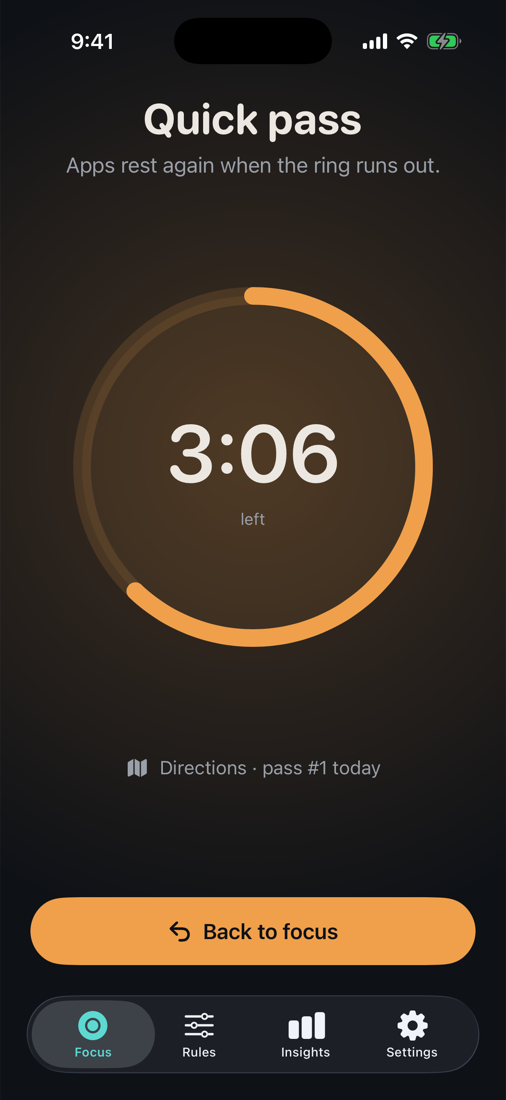 9:41
Quick pass
Apps rest again when the ring runs out.
3:06
left
Directions · pass #1 today
Back to focus
Focus
Rules
Insights
Settings